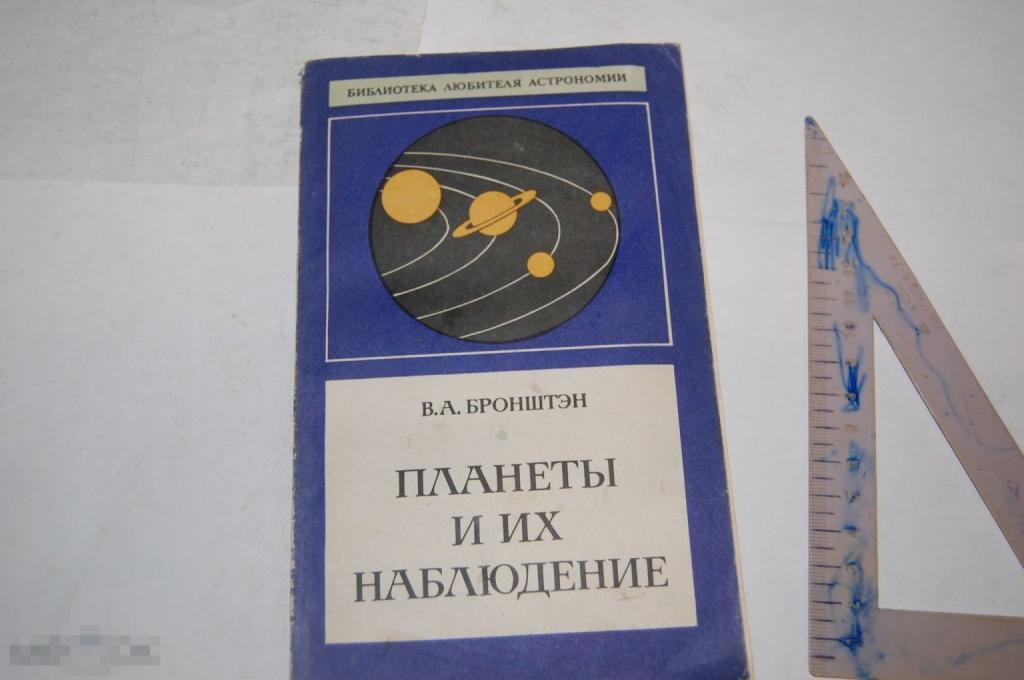 БИБЛИОТЕКА ЛЮБИТЕЛЯ АСТРОНОМИИ
В.А. БРОНШТЭН
ПЛАНЕТЫ
И ИХ
НАБЛЮДЕНИЕ